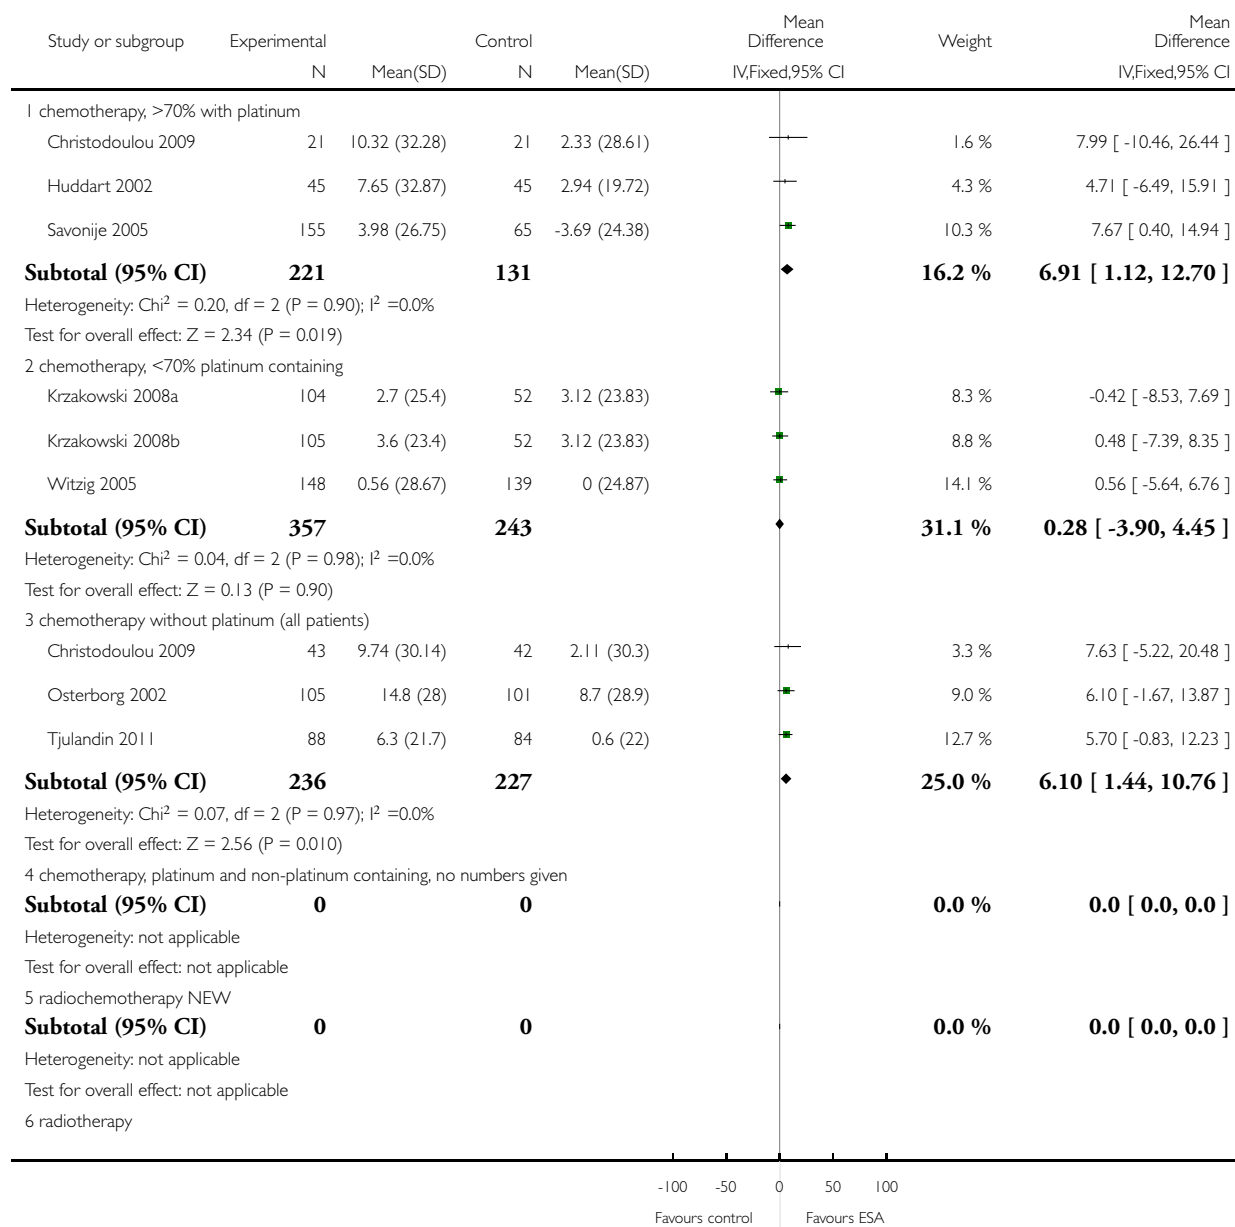 Mean Mean
Study or subgroup Experimental Control Difference Weight Difference
N Mean(SD) N Mean(SD) IV,Fixed,95% CI IV,Fixed,95% CI
1 chemotherapy, >70% with platinum
Christodoulou 2009 21 10.32 (32.28) 21 2.33 (28.61) 1.6 % 7.99 [ -10.46, 26.44 ]
Huddart 2002 45 7.65 (32.87) 45 2.94 (19.72) 4.3 % 4.71 [ -6.49, 15.91 ]
Savonije 2005 155 3.98 (26.75) 65 -3.69 (24.38) 10.3 % 7.67 [ 0.40, 14.94 ]
Subtotal (95% CI) 221 131 16.2 % 6.91 [ 1.12, 12.70 ]
Heterogeneity: Chi² = 0.20, df = 2 (P = 0.90); I² =0.0%
Test for overall effect: Z = 2.34 (P = 0.019)
2 chemotherapy, <70% platinum containing
Krzakowski 2008a 104 2.7 (25.4) 52 3.12 (23.83) 8.3 % -0.42 [ -8.53, 7.69 ]
Krzakowski 2008b 105 3.6 (23.4) 52 3.12 (23.83) 8.8 % 0.48 [ -7.39, 8.35 ]
Witzig 2005 148 0.56 (28.67) 139 0 (24.87) 14.1 % 0.56 [ -5.64, 6.76 ]
Subtotal (95% CI) 357 243 31.1 % 0.28 [ -3.90, 4.45 ]
Heterogeneity: Chi² = 0.04, df = 2 (P = 0.98); I² =0.0%
Test for overall effect: Z = 0.13 (P = 0.90)
3 chemotherapy without platinum (all patients)
Christodoulou 2009 43 9.74 (30.14) 42 2.11 (30.3) 3.3 % 7.63 [ -5.22, 20.48 ]
Osterborg 2002 105 14.8 (28) 101 8.7 (28.9) 9.0 % 6.10 [ -1.67, 13.87 ]
Tjulandin 2011 88 6.3 (21.7) 84 0.6 (22) 12.7 % 5.70 [ -0.83, 12.23 ]
Subtotal (95% CI) 236 227 25.0 % 6.10 [ 1.44, 10.76 ]
Heterogeneity: Chi² = 0.07, df = 2 (P = 0.97); I² =0.0%
Test for overall effect: Z = 2.56 (P = 0.010)
4 chemotherapy, platinum and non-platinum containing, no numbers given
Subtotal (95% CI) 0 0 0.0 % 0.0 [ 0.0, 0.0 ]
Heterogeneity: not applicable
Test for overall effect: not applicable
5 radiochemotherapy NEW
Subtotal (95% CI) 0 0 0.0 % 0.0 [ 0.0, 0.0 ]
Heterogeneity: not applicable
Test for overall effect: not applicable
6 radiotherapy
-100 -50 0 50 100
Favours control Favours ESA